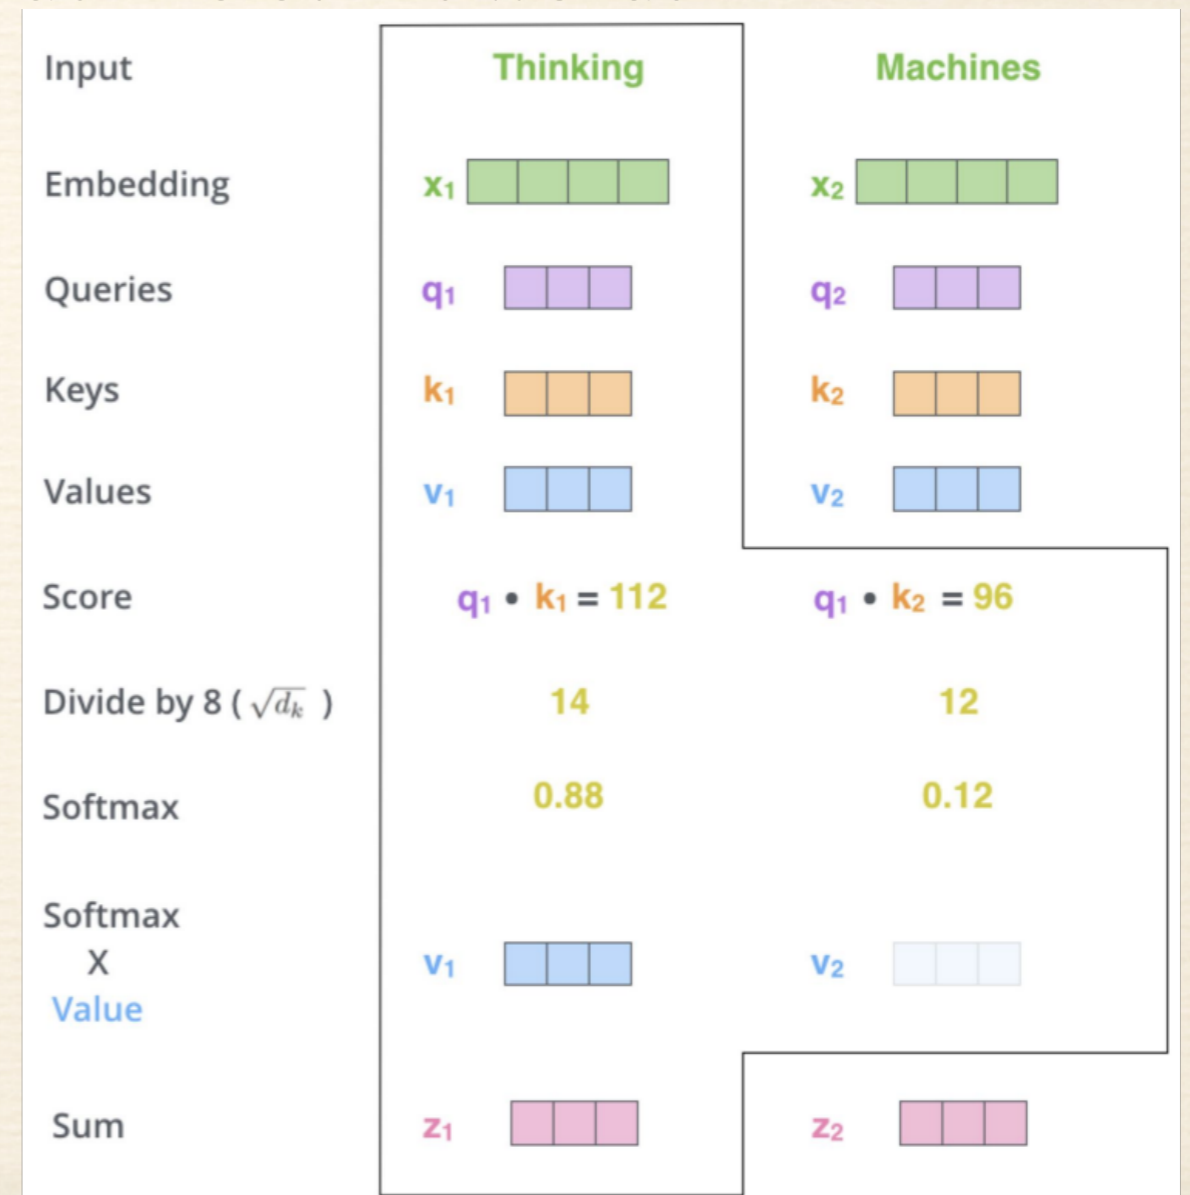 Input Thinking Machines
Embedding x₁ x₂
Queries q₁ q₂
Keys k₁ k₂
Values v₁ v₂
Score q₁ • k₁ = 112 q₁ • k₂ = 96
Divide by 8 ( √dₖ ) 14 12
Softmax 0.88 0.12
Softmax
X v₁ v₂
Value
Sum z₁ z₂